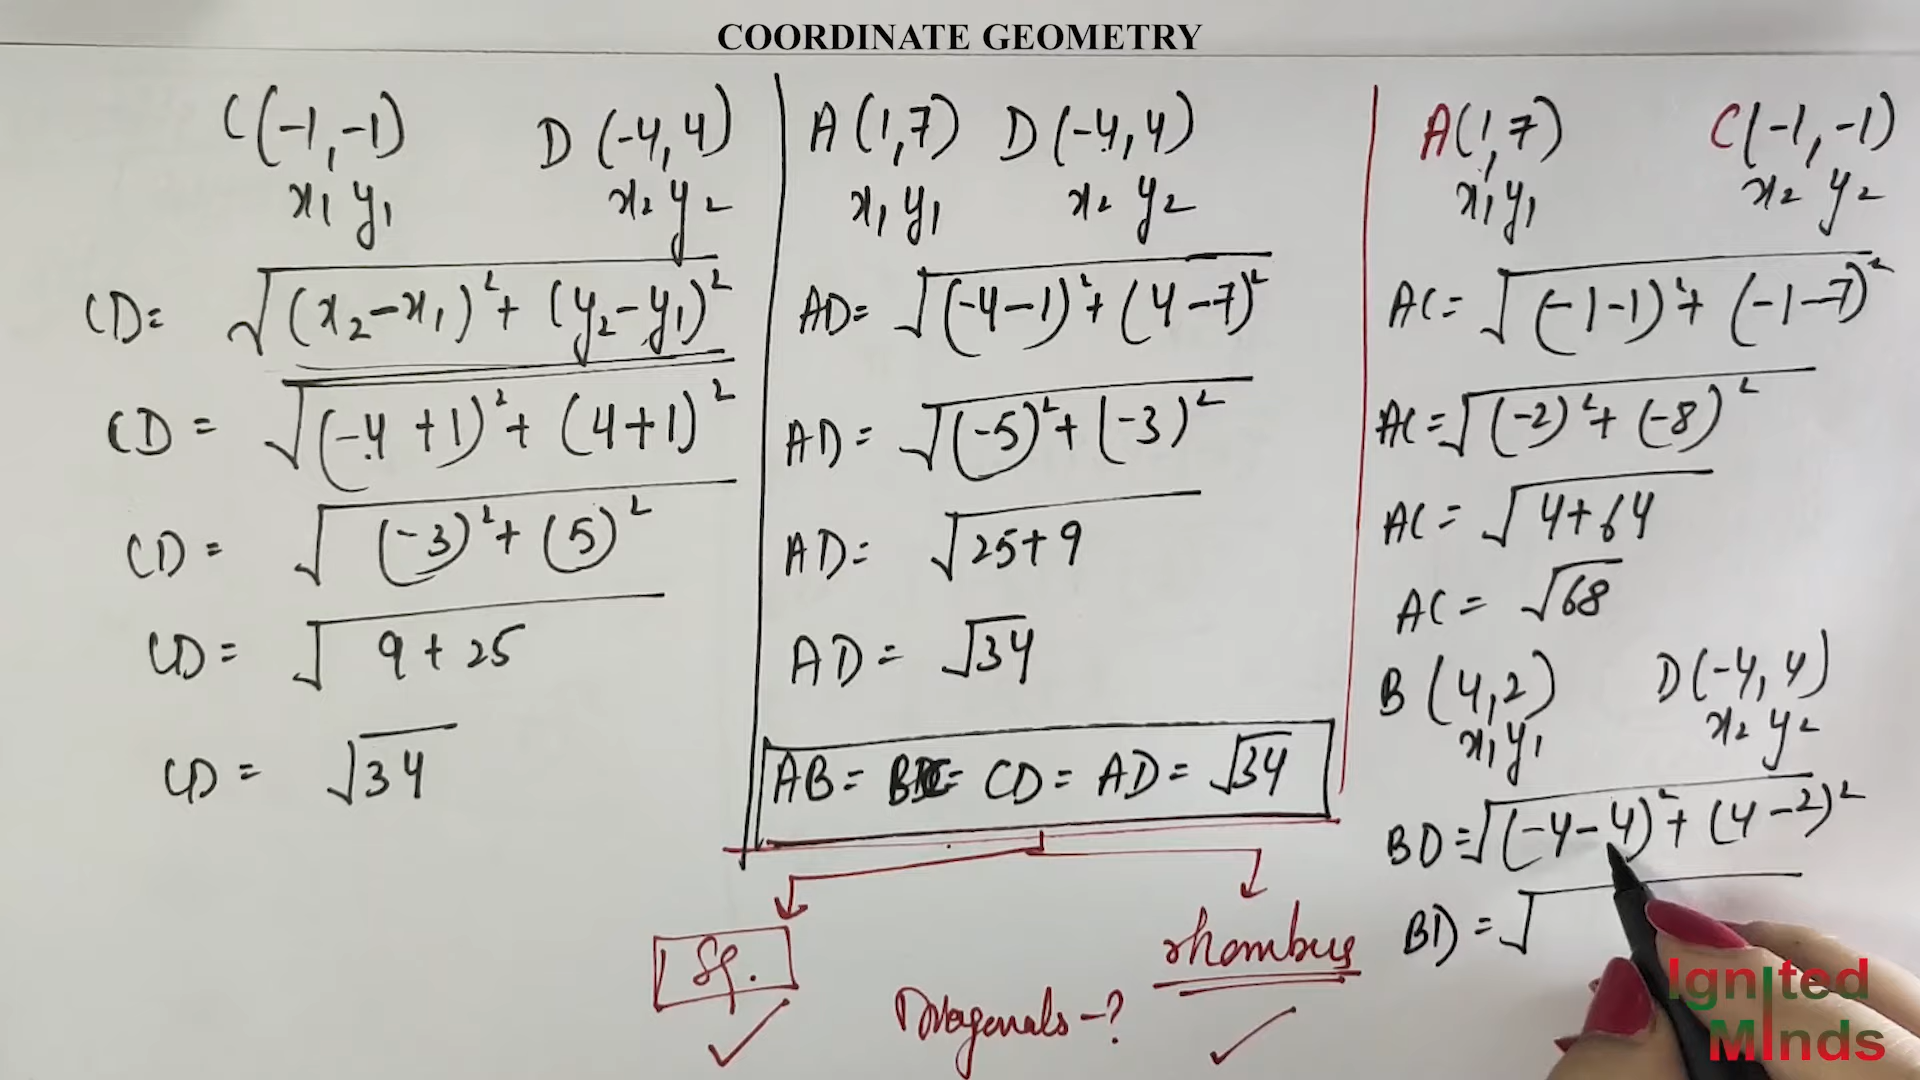 COORDINATE GEOMETRY
C(-1,-1) D(-4,4)
x₁ y₁ x₂ y₂
CD= √(x₂-x₁)²+(y₂-y₁)²
CD = √(-4+1)²+(4+1)²
CD = √(-3)²+(5)²
CD = √9+25
CD = √34
A(1,7) D(-4,4)
x₁ y₁ x₂ y₂
AD= √(-4-1)²+(4-7)²
AD= √(-5)²+(-3)²
AD= √25+9
AD = √34
AB = BC = CD = AD = √34
Sq. rhombus
Diagonals-?
A(1,7) C(-1,-1)
x₁ y₁ x₂ y₂
AC= √(-1-1)²+(-1-7)²
AC=√(-2)²+(-8)²
AC= √4+64
AC= √68
B(4,2) D(-4,4)
x₁ y₁ x₂ y₂
BD=√(-4-4)²+(4-2)²
BD=√
Ignited
Minds